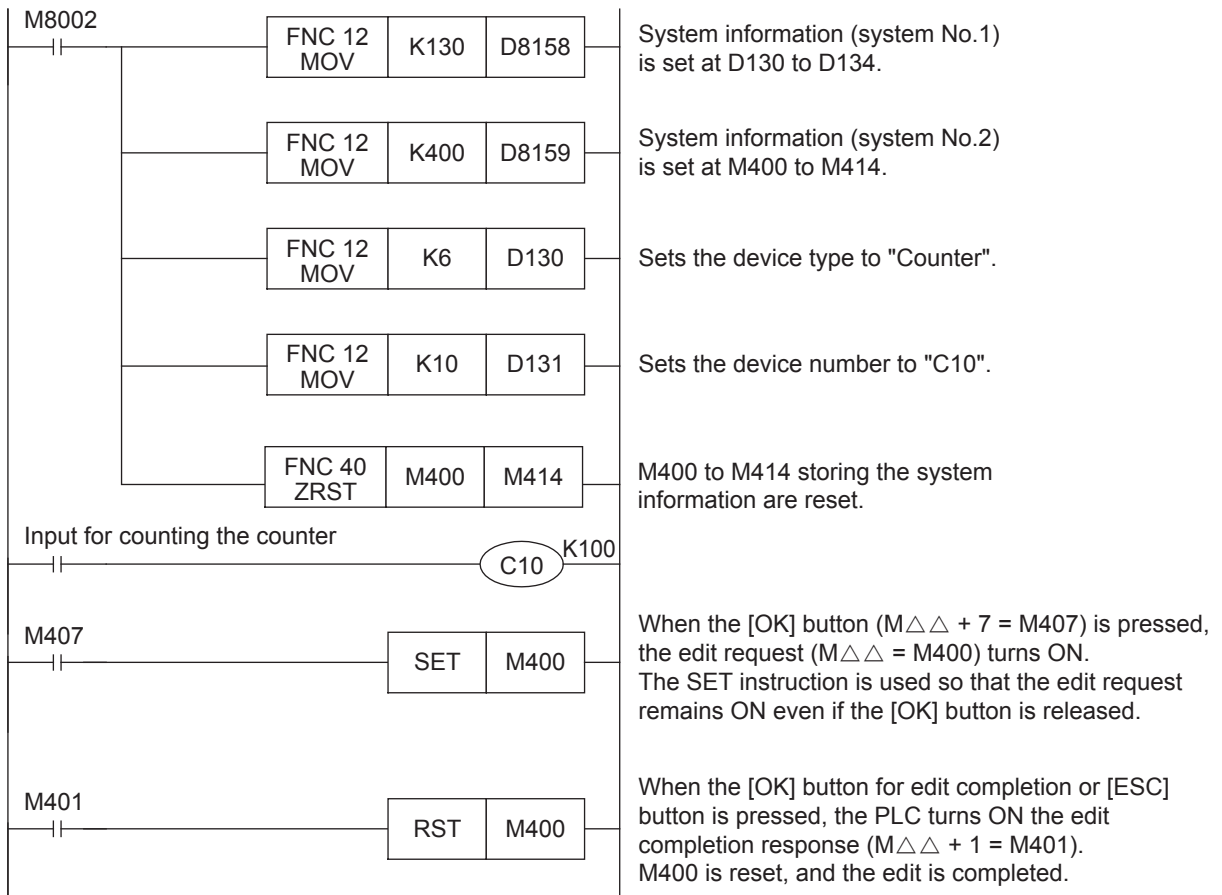 M8002
FNC 12
MOV
K130
D8158
System information (system No.1)
is set at D130 to D134.
FNC 12
MOV
K400
D8159
System information (system No.2)
is set at M400 to M414.
FNC 12
MOV
K6
D130
Sets the device type to "Counter".
FNC 12
MOV
K10
D131
Sets the device number to "C10".
FNC 40
ZRST
M400
M414
M400 to M414 storing the system
information are reset.
Input for counting the counter
C10
K100
M407
SET
M400
When the [OK] button (M△△ + 7 = M407) is pressed,
the edit request (M△△ = M400) turns ON.
The SET instruction is used so that the edit request
remains ON even if the [OK] button is released.
M401
RST
M400
When the [OK] button for edit completion or [ESC]
button is pressed, the PLC turns ON the edit
completion response (M△△ + 1 = M401).
M400 is reset, and the edit is completed.